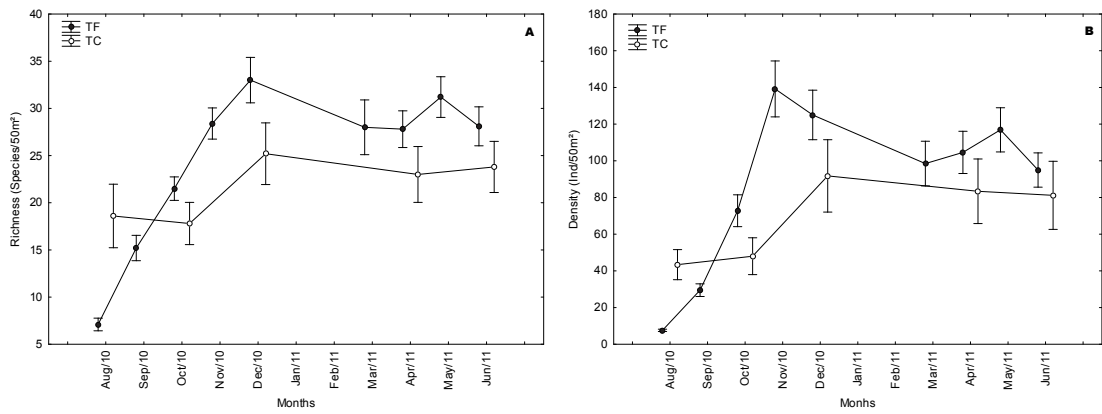 40
35
30
25
20
15
10
5
Richness (Species/50m²)
TF
TC
A
Aug/10
Sep/10
Oct/10
Nov/10
Dec/10
Jan/11
Feb/11
Mar/11
Apr/11
May/11
Jun/11
Months
180
160
140
120
100
80
60
40
20
0
Density (Ind/50m²)
TF
TC
B
Aug/10
Sep/10
Oct/10
Nov/10
Dec/10
Jan/11
Feb/11
Mar/11
Apr/11
May/11
Jun/11
Monhs